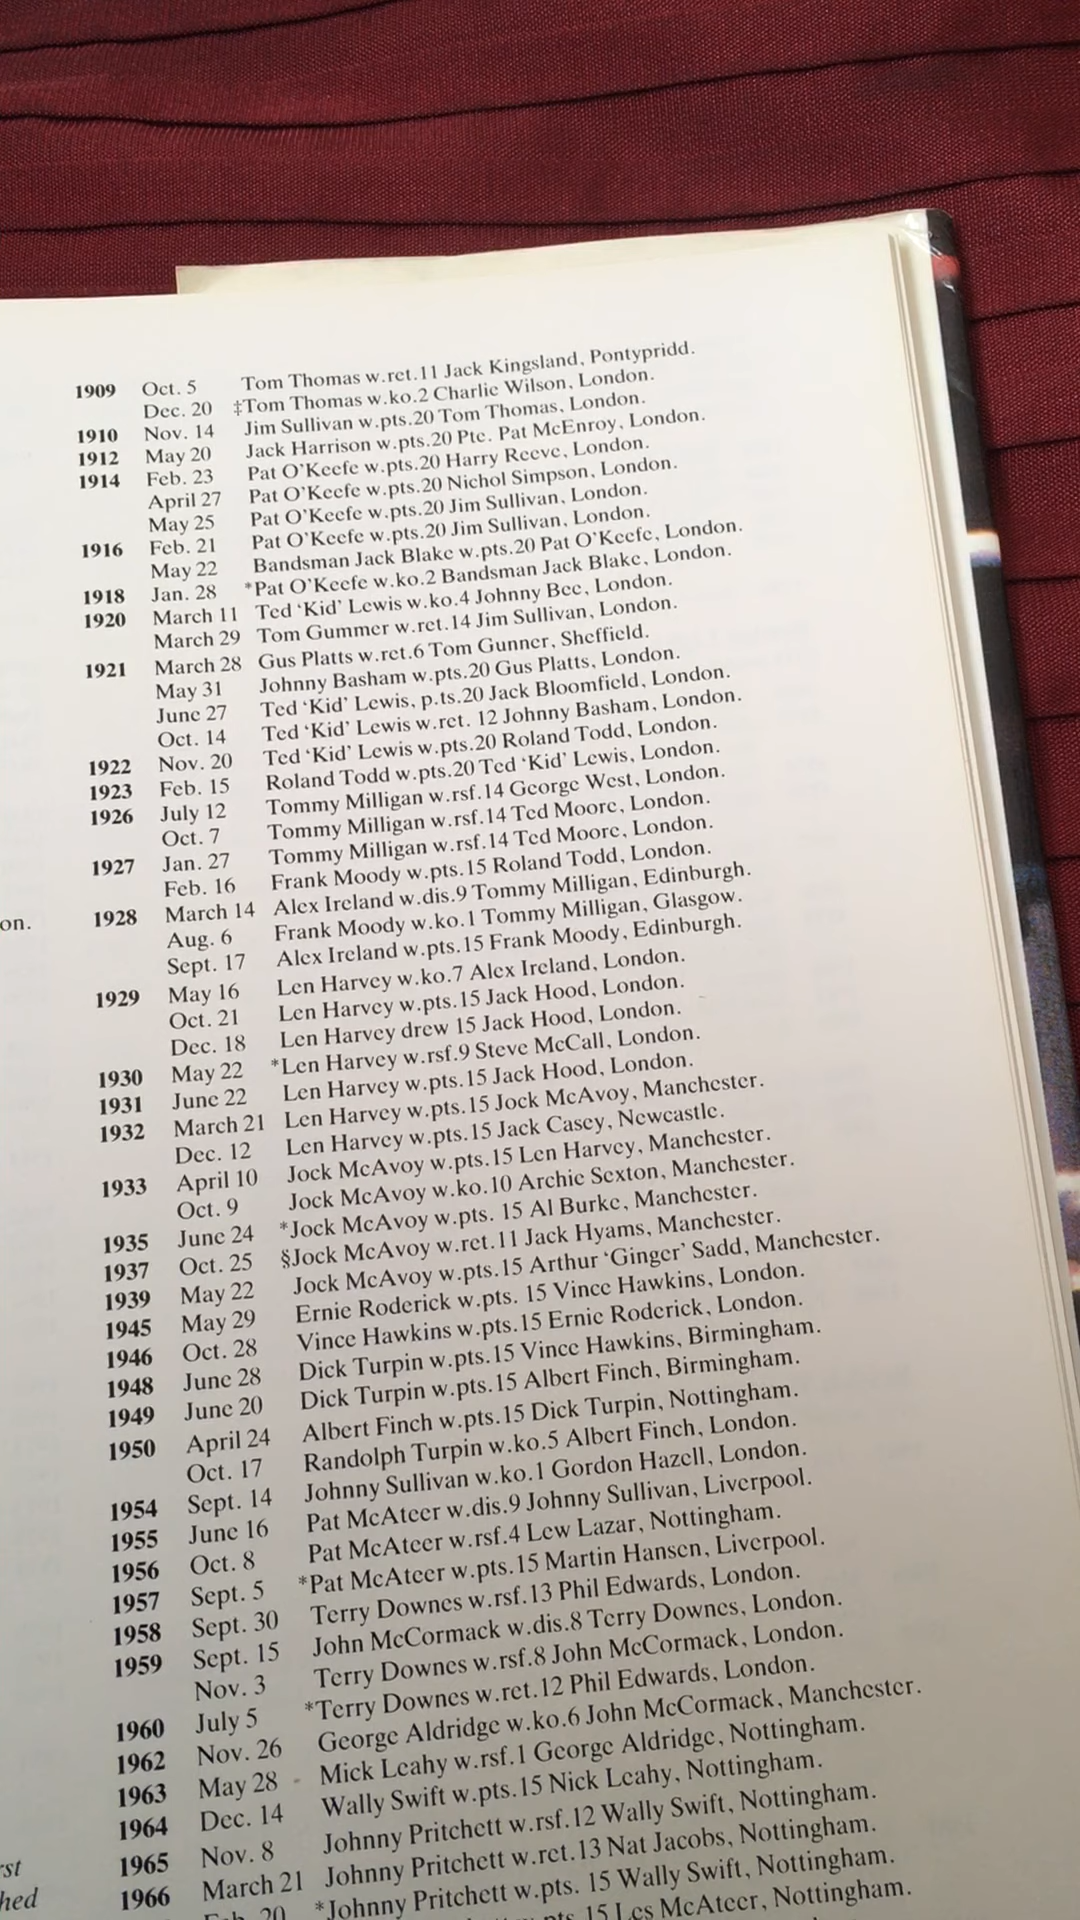 1909 Oct. 5 Tom Thomas w.ret.11 Jack Kingsland, Pontypridd.
Dec. 20 ‡Tom Thomas w.ko.2 Charlie Wilson, London.
1910 Nov. 14 Jim Sullivan w.pts.20 Tom Thomas, London.
1912 May 20 Jack Harrison w.pts.20 Pte. Pat McEnroy, London.
1914 Feb. 23 Pat O'Keefe w.pts.20 Harry Reeve, London.
April 27 Pat O'Keefe w.pts.20 Nichol Simpson, London.
May 25 Pat O'Keefe w.pts.20 Jim Sullivan, London.
1916 Feb. 21 Pat O'Keefe w.pts.20 Jim Sullivan, London.
May 22 Bandsman Jack Blake w.pts.20 Pat O'Keefe, London.
1918 Jan. 28 *Pat O'Keefe w.ko.2 Bandsman Jack Blake, London.
1920 March 11 Ted 'Kid' Lewis w.ko.4 Johnny Bee, London.
March 29 Tom Gummer w.ret.14 Jim Sullivan, London.
1921 March 28 Gus Platts w.ret.6 Tom Gunner, Sheffield.
May 31 Johnny Basham w.pts.20 Gus Platts, London.
June 27 Ted 'Kid' Lewis, p.ts.20 Jack Bloomfield, London.
Oct. 14 Ted 'Kid' Lewis w.ret. 12 Johnny Basham, London.
1922 Nov. 20 Ted 'Kid' Lewis w.pts.20 Roland Todd, London.
1923 Feb. 15 Roland Todd w.pts.20 Ted 'Kid' Lewis, London.
1926 July 12 Tommy Milligan w.rsf.14 George West, London.
Oct. 7 Tommy Milligan w.rsf.14 Ted Moore, London.
1927 Jan. 27 Tommy Milligan w.rsf.14 Ted Moore, London.
Feb. 16 Frank Moody w.pts.15 Roland Todd, London.
on. 1928 March 14 Alex Ireland w.dis.9 Tommy Milligan, Edinburgh.
Aug. 6 Frank Moody w.ko.1 Tommy Milligan, Glasgow.
Sept. 17 Alex Ireland w.pts.15 Frank Moody, Edinburgh.
1929 May 16 Len Harvey w.ko.7 Alex Ireland, London.
Oct. 21 Len Harvey w.pts.15 Jack Hood, London.
Dec. 18 Len Harvey drew 15 Jack Hood, London.
1930 May 22 *Len Harvey w.rsf.9 Steve McCall, London.
1931 June 22 Len Harvey w.pts.15 Jack Hood, London.
1932 March 21 Len Harvey w.pts.15 Jock McAvoy, Manchester.
Dec. 12 Len Harvey w.pts.15 Jack Casey, Newcastle.
1933 April 10 Jock McAvoy w.pts.15 Len Harvey, Manchester.
Oct. 9 Jock McAvoy w.ko.10 Archie Sexton, Manchester.
1935 June 24 *Jock McAvoy w.pts. 15 Al Burke, Manchester.
1937 Oct. 25 §Jock McAvoy w.ret.11 Jack Hyams, Manchester.
1939 May 22 Jock McAvoy w.pts.15 Arthur 'Ginger' Sadd, Manchester.
1945 May 29 Ernie Roderick w.pts. 15 Vince Hawkins, London.
1946 Oct. 28 Vince Hawkins w.pts.15 Ernie Roderick, London.
1948 June 28 Dick Turpin w.pts.15 Vince Hawkins, Birmingham.
1949 June 20 Dick Turpin w.pts.15 Albert Finch, Birmingham.
1950 April 24 Albert Finch w.pts.15 Dick Turpin, Nottingham.
Oct. 17 Randolph Turpin w.ko.5 Albert Finch, London.
1954 Sept. 14 Johnny Sullivan w.ko.1 Gordon Hazell, London.
1955 June 16 Pat McAteer w.dis.9 Johnny Sullivan, Liverpool.
1956 Oct. 8 Pat McAteer w.rsf.4 Lew Lazar, Nottingham.
1957 Sept. 5 *Pat McAteer w.pts.15 Martin Hansen, Liverpool.
1958 Sept. 30 Terry Downes w.rsf.13 Phil Edwards, London.
1959 Sept. 15 John McCormack w.dis.8 Terry Downes, London.
Nov. 3 Terry Downes w.rsf.8 John McCormack, London.
1960 July 5 *Terry Downes w.ret.12 Phil Edwards, London.
1962 Nov. 26 George Aldridge w.ko.6 John McCormack, Manchester.
1963 May 28 Mick Leahy w.rsf.1 George Aldridge, Nottingham.
1964 Dec. 14 Wally Swift w.pts.15 Nick Leahy, Nottingham.
rst 1965 Nov. 8 Johnny Pritchett w.rsf.12 Wally Swift, Nottingham.
hed 1966 March 21 Johnny Pritchett w.ret.13 Nat Jacobs, Nottingham.
Feb. 20 *Johnny Pritchett w.pts. 15 Wally Swift, Nottingham.
pts 15 Les McAteer, Nottingham.